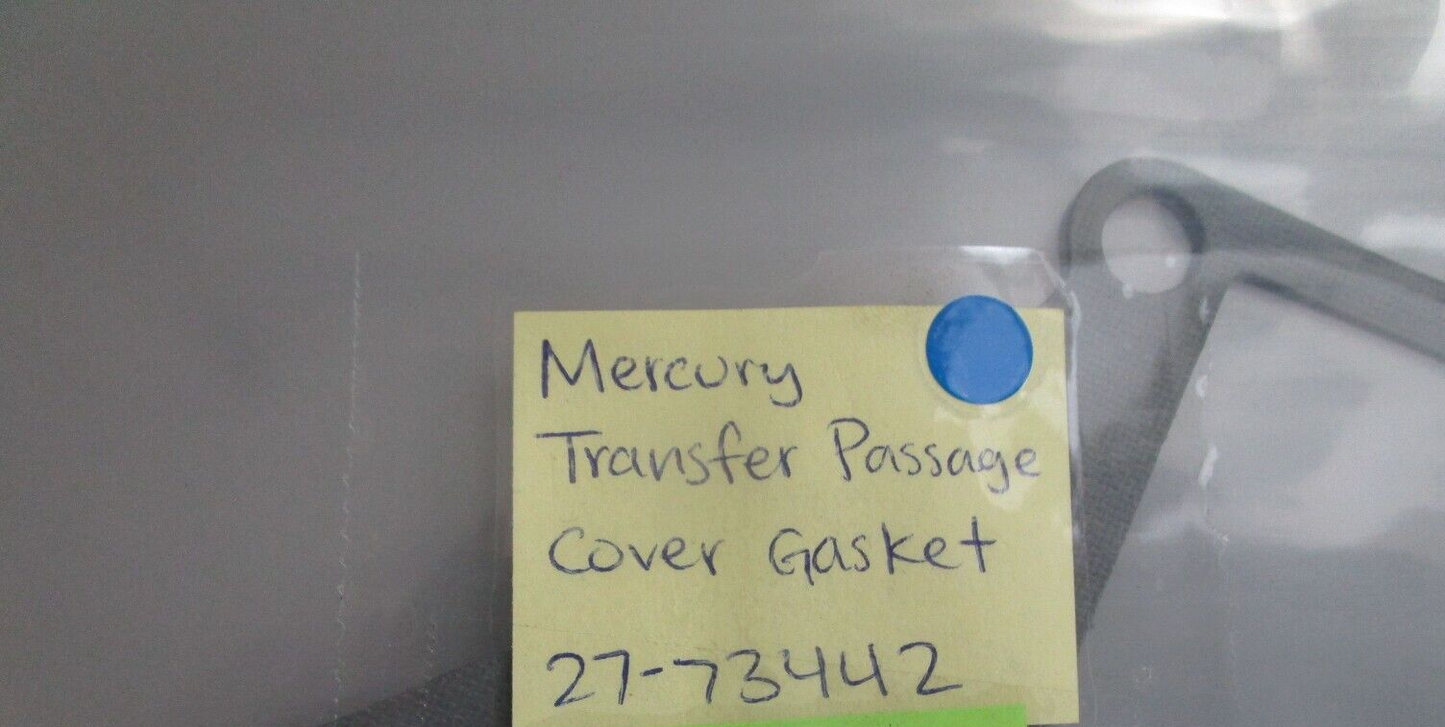 Mercury
Transfer Passage
Cover Gasket
27-73442